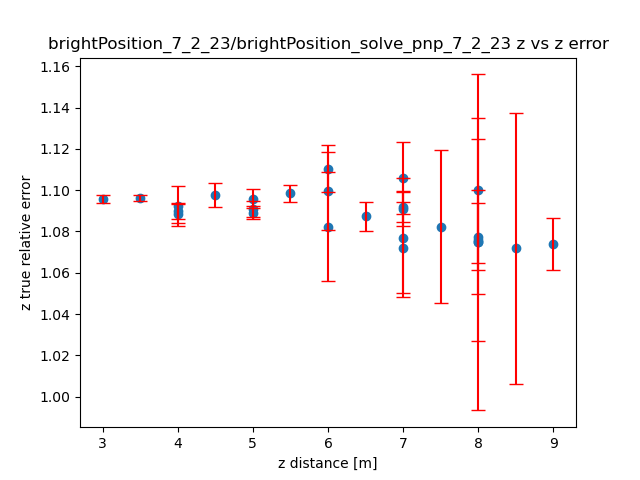 brightPosition_7_2_23/brightPosition_solve_pnp_7_2_23 z vs z error
1.16
1.14
1.12
1.10
1.08
1.06
1.04
1.02
1.00
z true relative error
3 4 5 6 7 8 9
z distance [m]